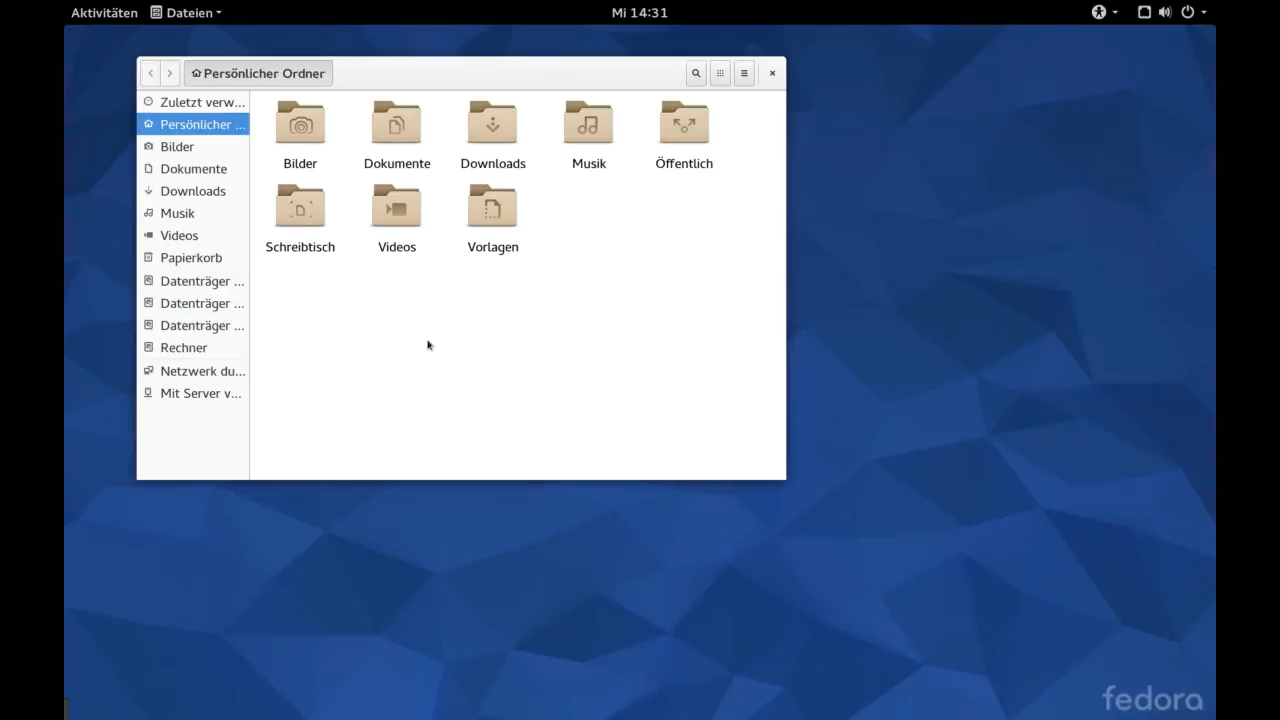 Aktivitäten Dateien Mi 14:31
Persönlicher Ordner
Zuletzt verw...
Persönlicher ...
Bilder
Dokumente
Downloads
Musik
Videos
Papierkorb
Datenträger ...
Datenträger ...
Datenträger ...
Rechner
Netzwerk du...
Mit Server v...
Bilder Dokumente Downloads Musik Öffentlich
Schreibtisch Videos Vorlagen
fedora